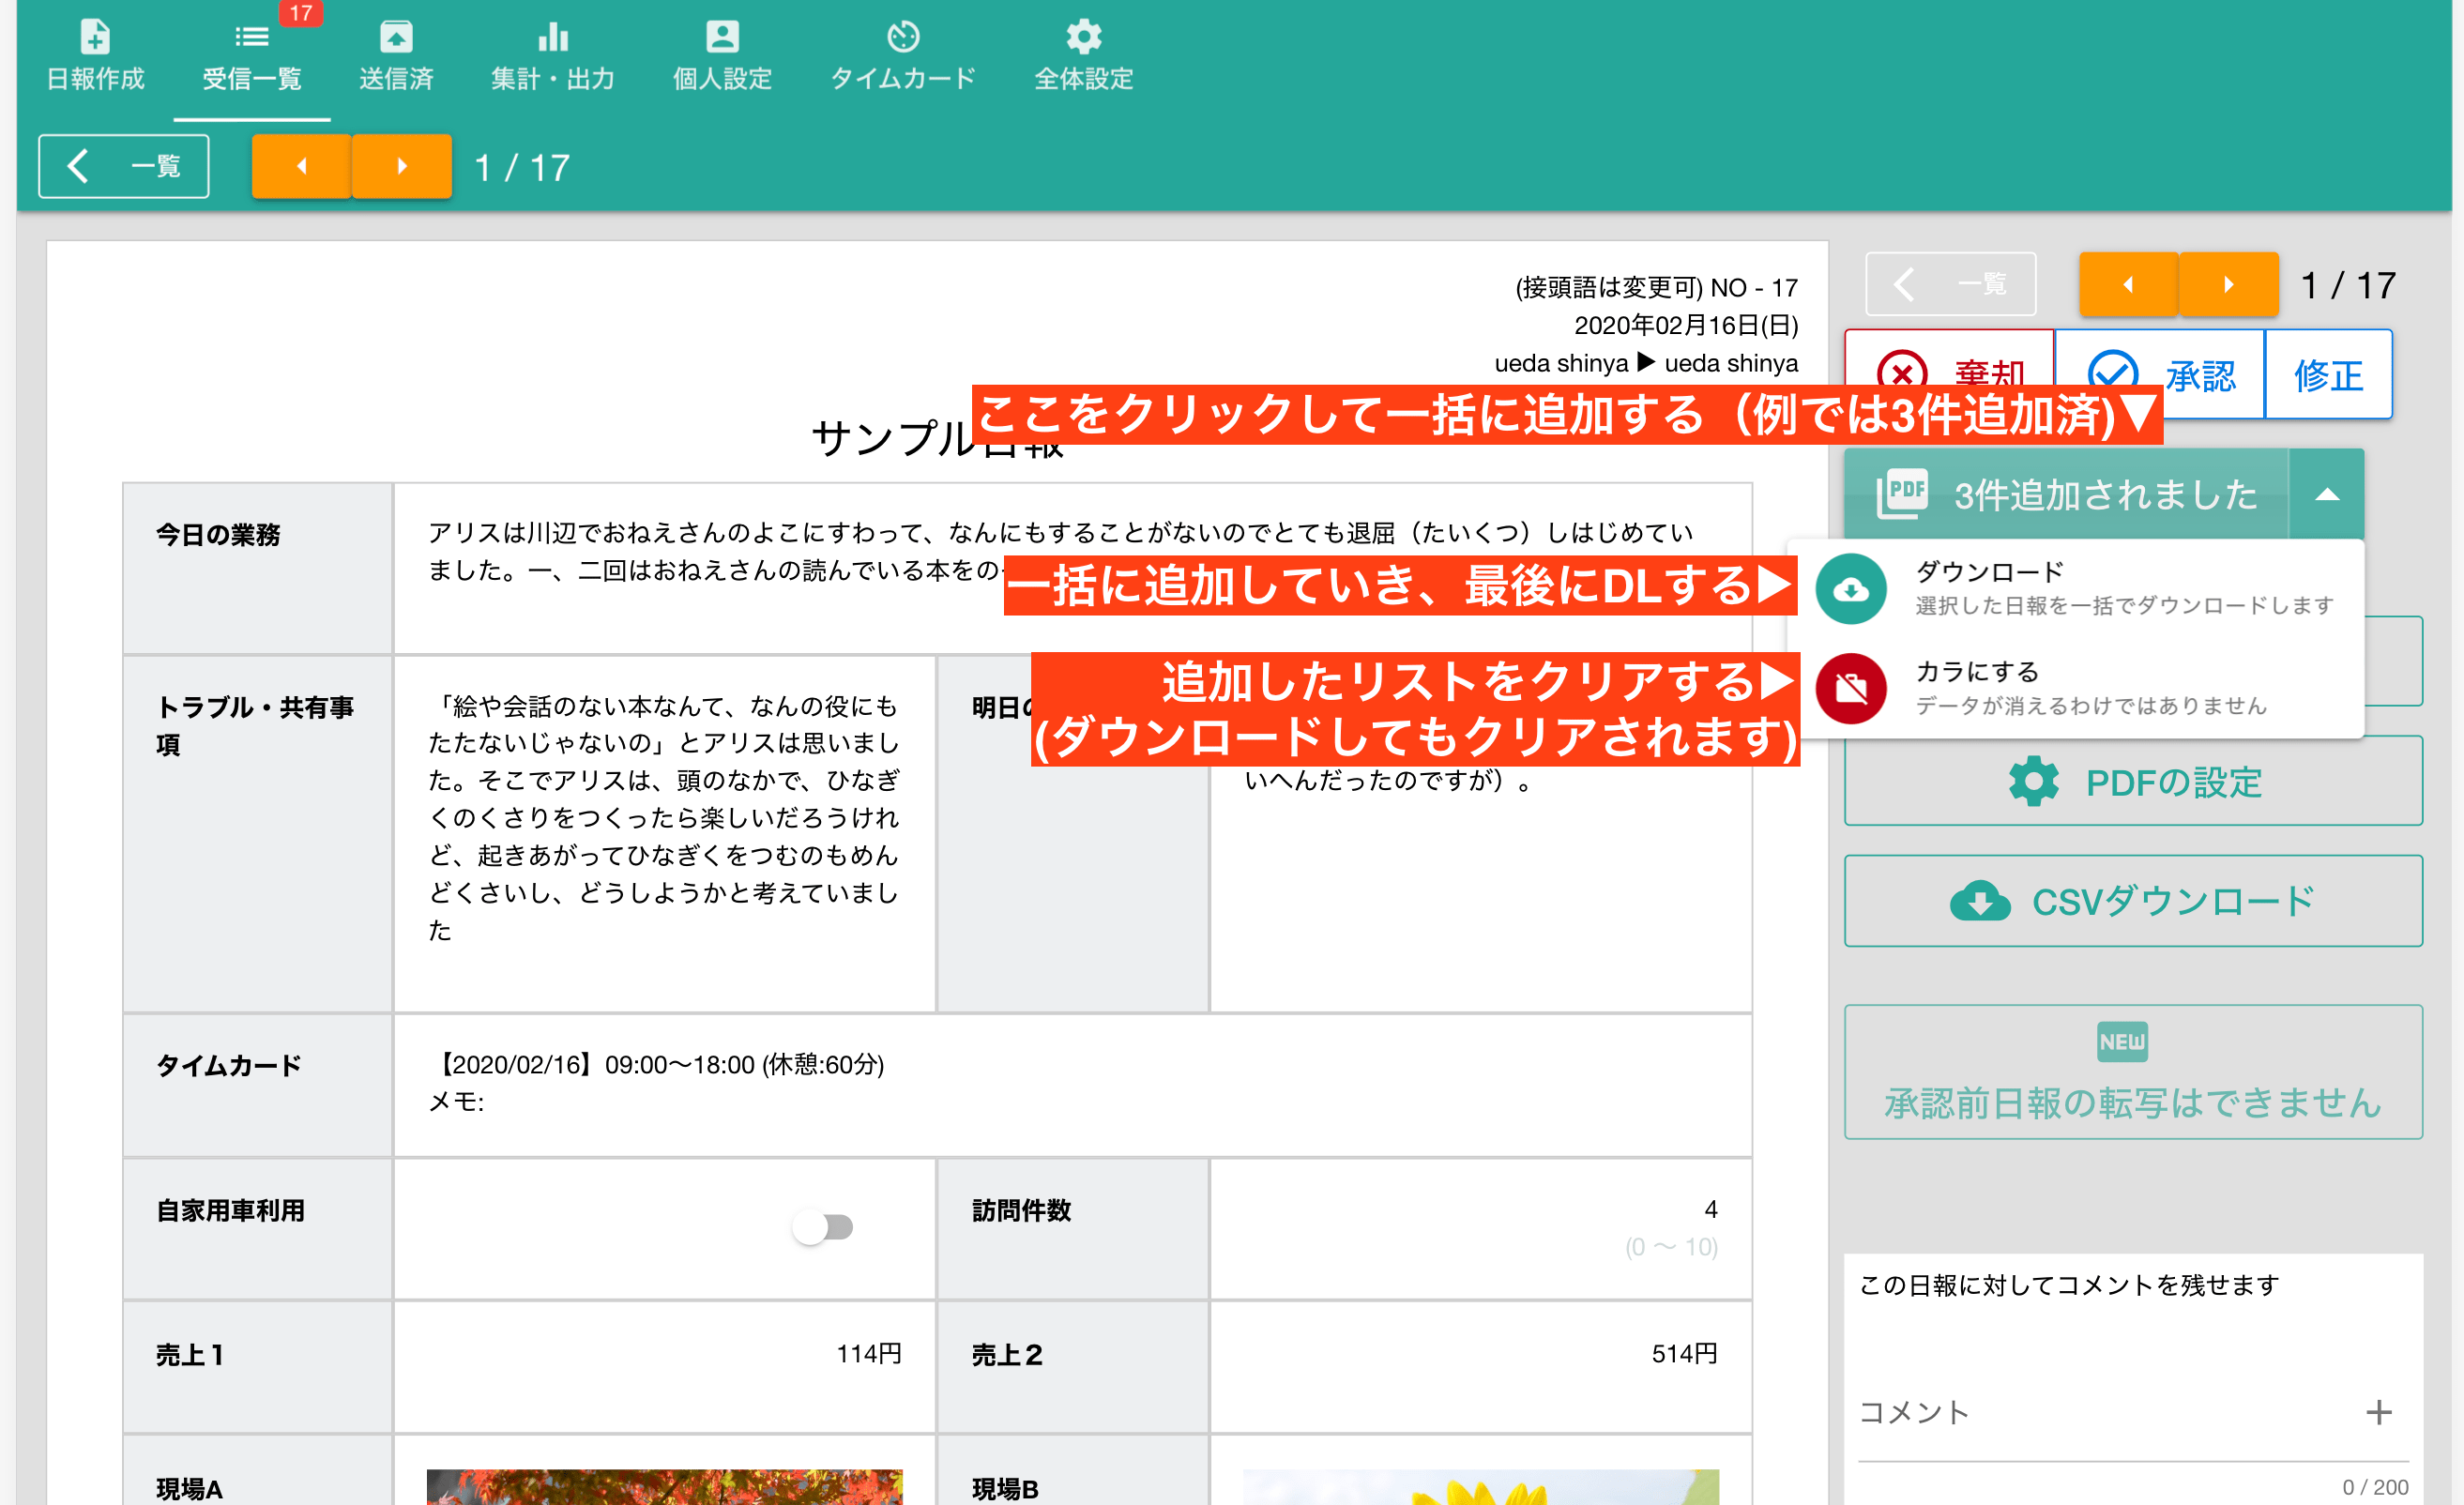 17
日報作成
受信一覧
送信済
集計・出力
個人設定
タイムカード
全体設定
一覧
1 / 17
(接頭語は変更可) NO - 17
2020年02月16日(日)
ueda shinya ▶ ueda shinya
サンプル日報
今日の業務
アリスは川辺でおねえさんのよこにすわって、なんにもすることがないのでとても退屈（たいくつ）しはじめてい
ました。一、二回はおねえさんの読んでいる本をの
トラブル・共有事
項
「絵や会話のない本なんて、なんの役にも
たたないじゃないの」とアリスは思いまし
た。そこでアリスは、頭のなかで、ひなぎ
くのくさりをつくったら楽しいだろうけれ
ど、起きあがってひなぎくをつむのもめん
どくさいし、どうしようかと考えていまし
た
明日の
いへんだったのですが）。
タイムカード
【2020/02/16】09:00〜18:00 (休憩:60分)
メモ:
自家用車利用
訪問件数
4
(0 〜 10)
売上１
114円
売上２
514円
現場A
現場B
ここをクリックして一括に追加する（例では3件追加済)▼
一括に追加していき、最後にDLする▶
追加したリストをクリアする▶
(ダウンロードしてもクリアされます)
一覧
1 / 17
棄却
承認
修正
PDF
3件追加されました
ダウンロード
選択した日報を一括でダウンロードします
カラにする
データが消えるわけではありません
PDFの設定
CSVダウンロード
NEW
承認前日報の転写はできません
この日報に対してコメントを残せます
コメント
0 / 200